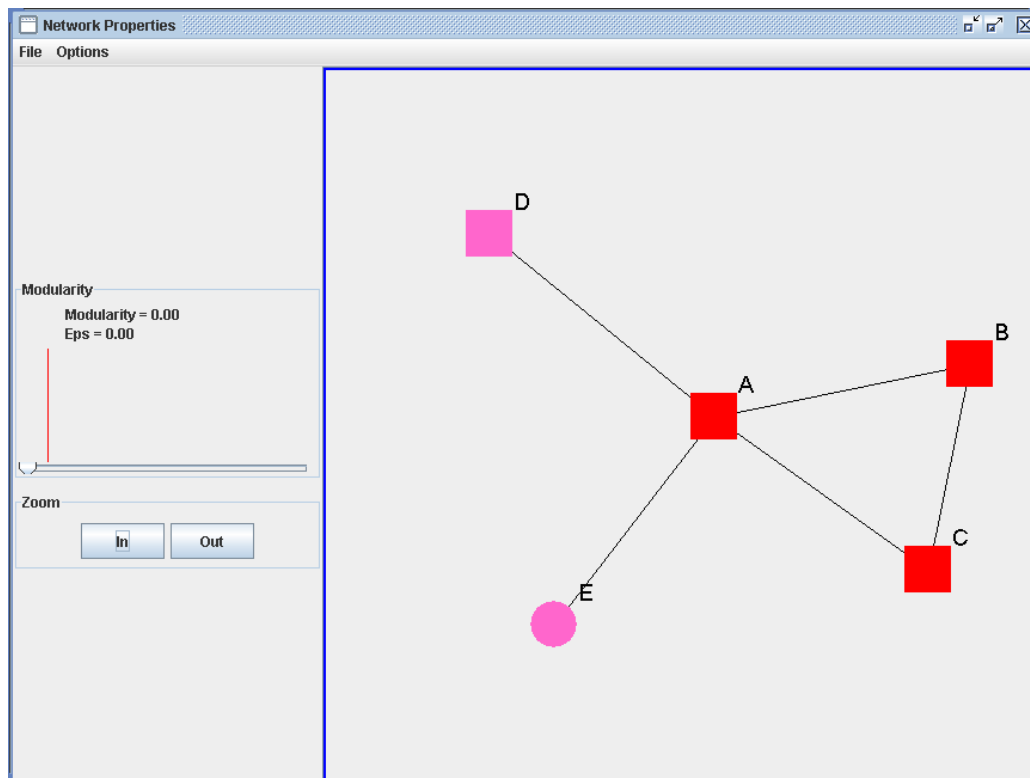 Network Properties
File Options
D
B
A
C
E
Modularity
Modularity = 0.00
Eps = 0.00
Zoom
In Out